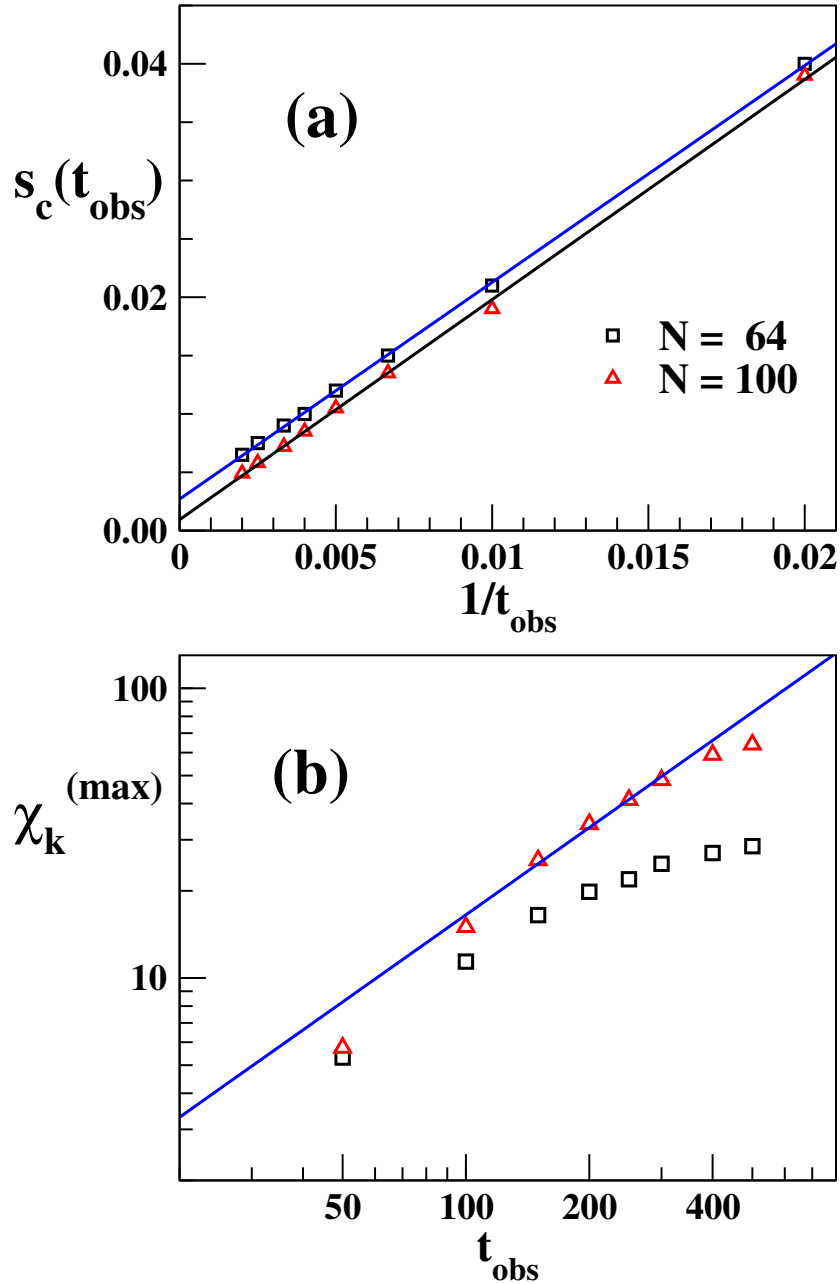 (a)
s_c(t_obs)
0.04
0.02
0.00
N = 64
N = 100
0 0.005 0.01 0.015 0.02
1/t_obs
(b)
χ_k^(max)
100
10
50 100 200 400
t_obs